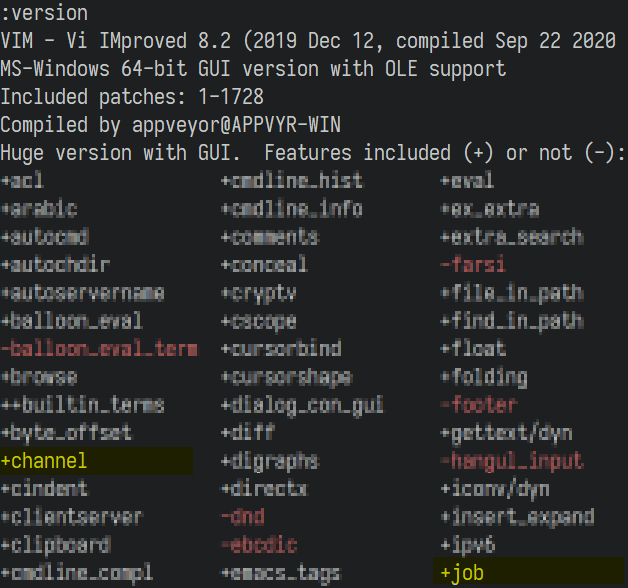 :version
VIM - Vi IMproved 8.2 (2019 Dec 12, compiled Sep 22 2020
MS-Windows 64-bit GUI version with OLE support
Included patches: 1-1728
Compiled by appveyor@APPVYR-WIN
Huge version with GUI.  Features included (+) or not (-):
+acl +cmdline_hist +eval
+arabic +cmdline_info +ex_extra
+autocmd +comments +extra_search
+autochdir +conceal -farsi
+autoservername +cryptv +file_in_path
+balloon_eval +cscope +find_in_path
-balloon_eval_term +cursorbind +float
+browse +cursorshape +folding
++builtin_terms +dialog_con_gui -footer
+byte_offset +diff +gettext/dyn
+channel +digraphs -hangul_input
+cindent +directx +iconv/dyn
+clientserver -dnd +insert_expand
+clipboard -ebcdic +ipv6
+cmdline_compl +emacs_tags +job